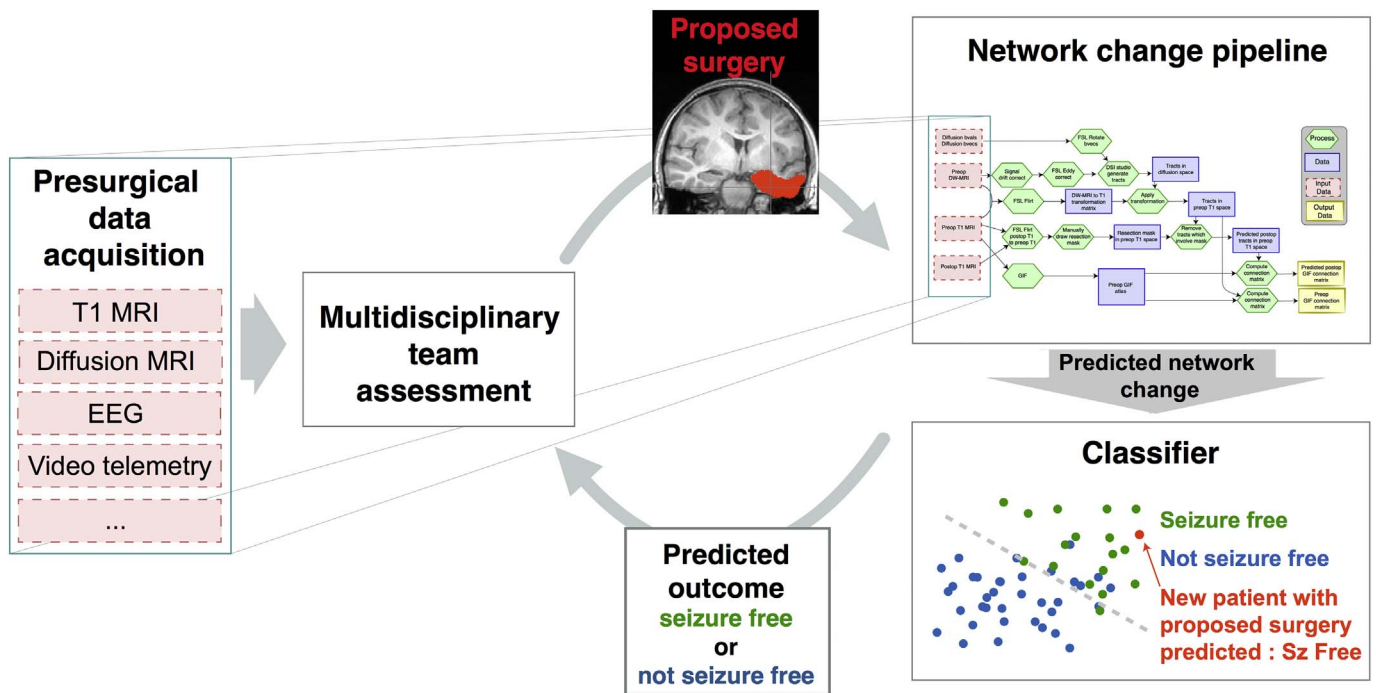 Presurgical
data
acquisition
T1 MRI
Diffusion MRI
EEG
Video telemetry
...
Multidisciplinary
team
assessment
Proposed
surgery
Network change pipeline
Diffusion bvals
Diffusion bvecs
FSL Rotate
bvecs
Preop
DW-MRI
Signal
drift correct
FSL Eddy
correct
DSI studio
generate
tracts
Tracts in
diffusion space
FSL Flirt
DW-MRI to T1
transformation
matrix
Apply
transformation
Tracts in
preop T1 space
Preop T1 MRI
FSL Flirt
postop T1
to preop T1
Manually
draw resection
mask
Resection mask
in preop T1 space
Remove
tracts which
involve mask
Predicted postop
tracts in preop
T1 space
Postop T1 MRI
GIF
Preop GIF
atlas
Compute
connection
matrix
Predicted postop
GIF connection
matrix
Compute
connection
matrix
Preop
GIF connection
matrix
Process
Data
Input
Data
Output
Data
Predicted network
change
Classifier
Seizure free
Not seizure free
New patient with
proposed surgery
predicted : Sz Free
Predicted
outcome
seizure free
or
not seizure free